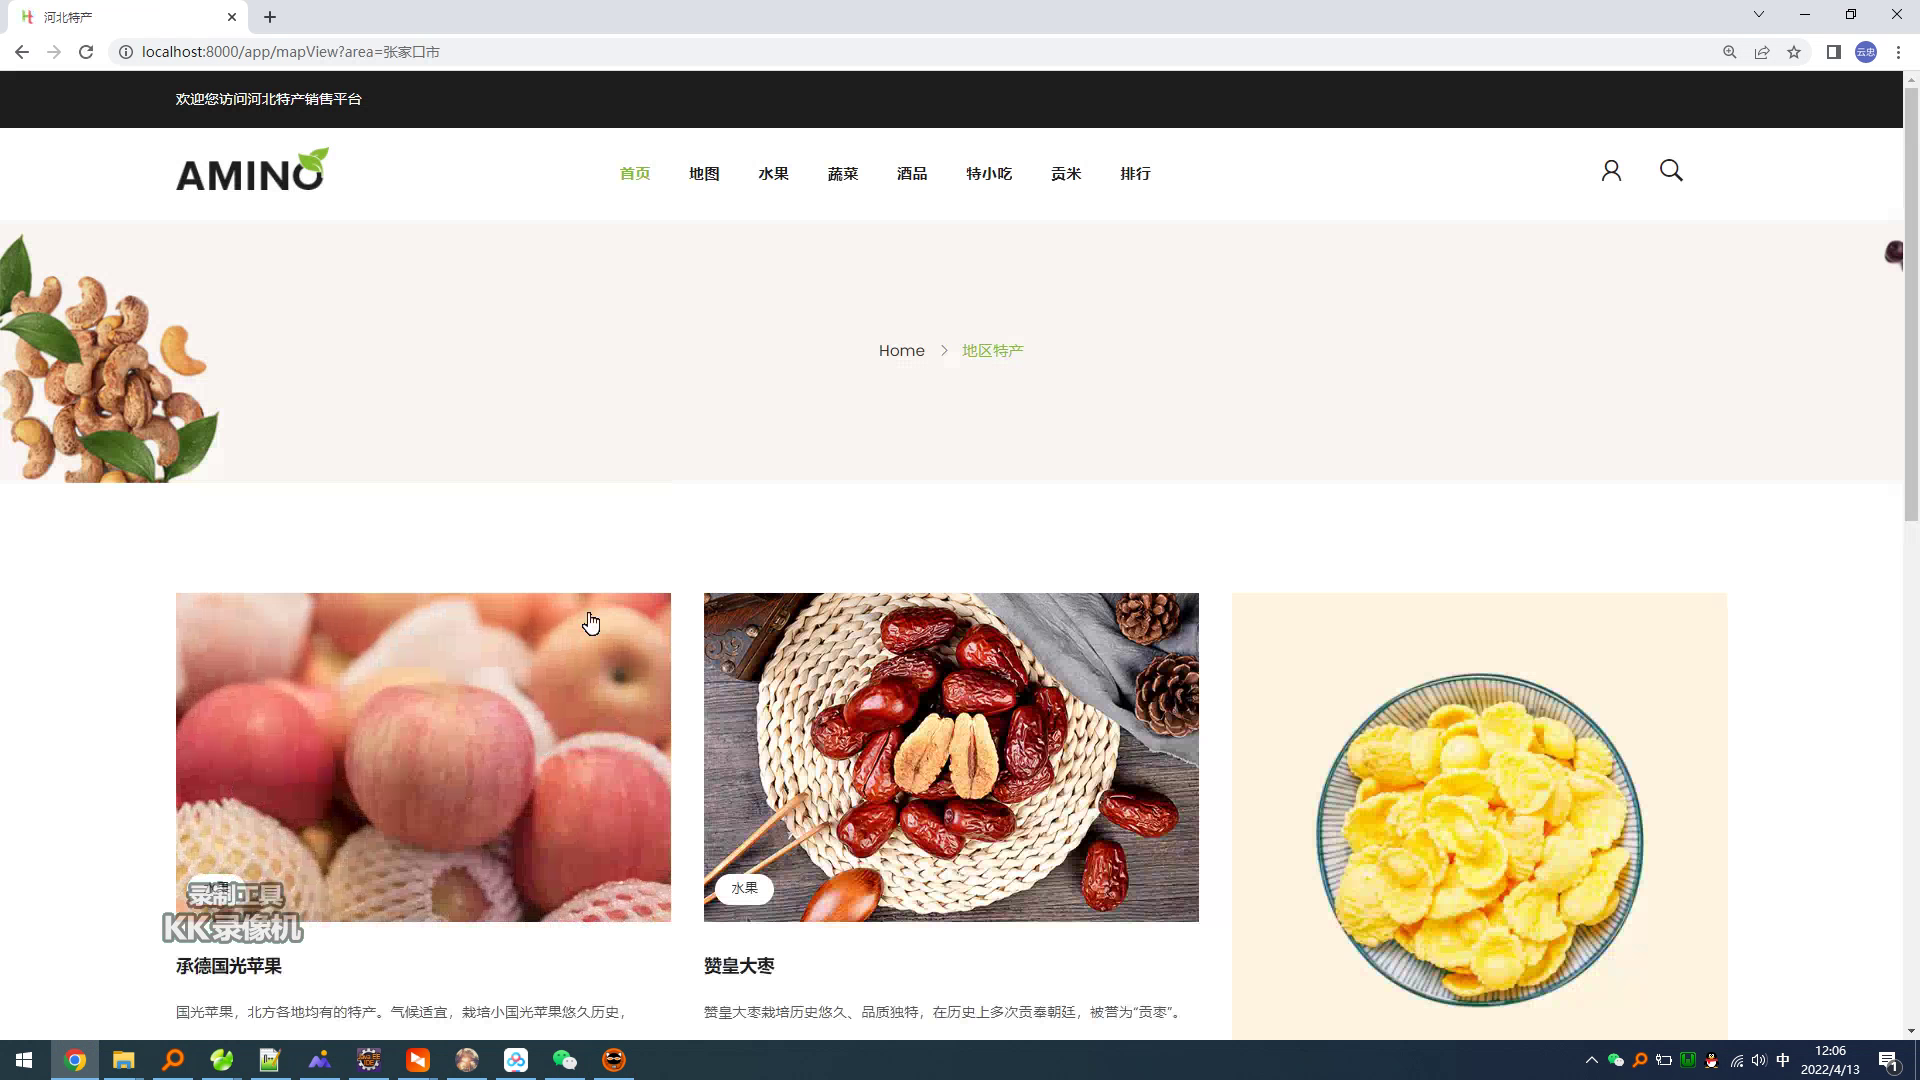 河北特产
localhost:8000/app/mapView?area=张家口市
云忠
欢迎您访问河北特产销售平台
AMINO
首页 地图 水果 蔬菜 酒品 特小吃 贡米 排行
Home > 地区特产
水果
水果
录制工具
KK录像机
承德国光苹果
赞皇大枣
国光苹果，北方各地均有的特产。气候适宜，栽培小国光苹果悠久历史，
赞皇大枣栽培历史悠久、品质独特，在历史上多次贡奉朝廷，被誉为“贡枣”。
中
12:06
2022/4/13
1